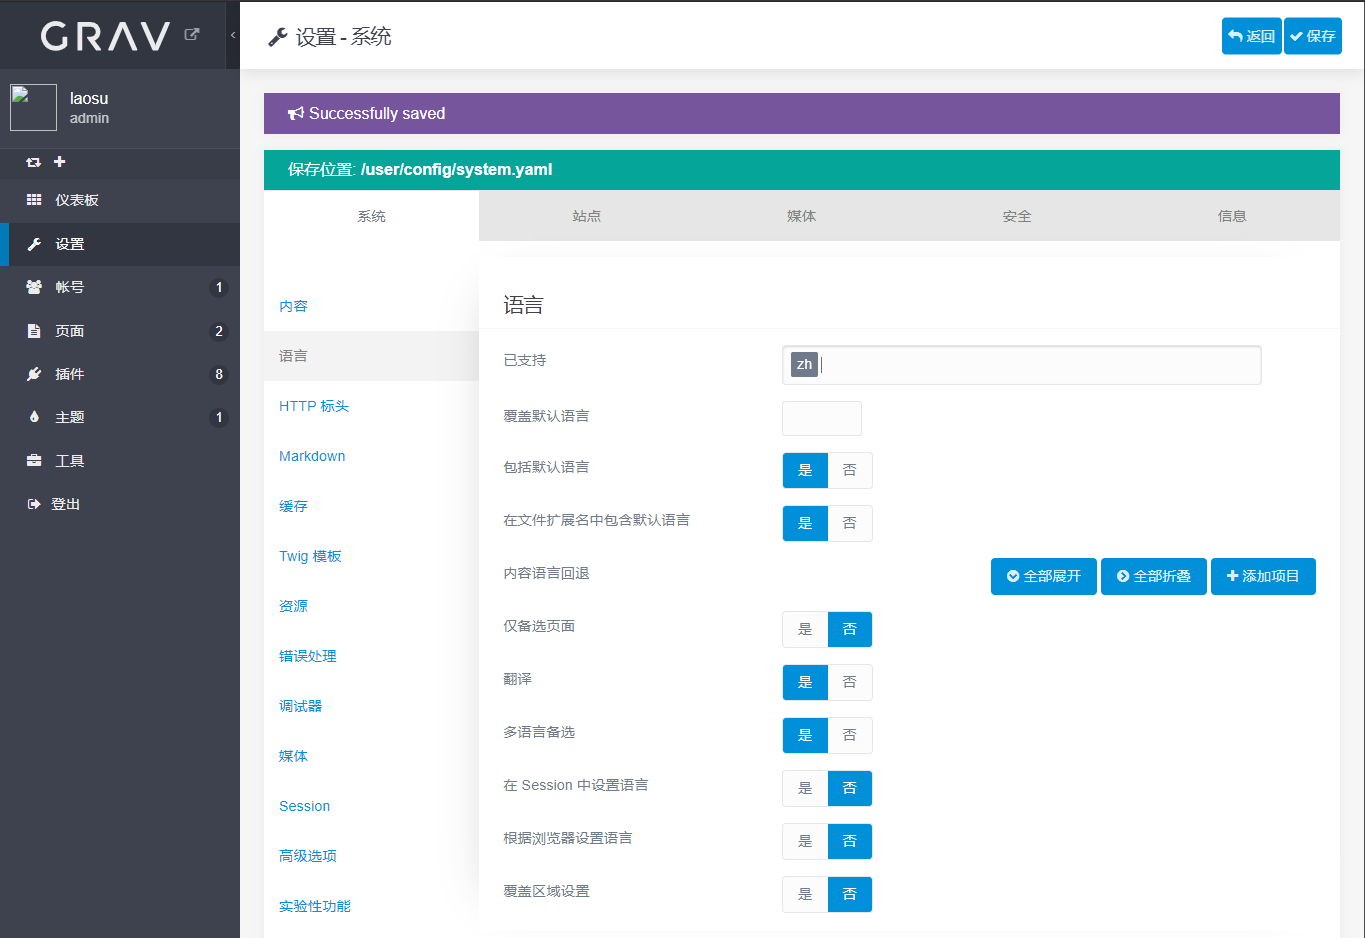 GRAV
设置 - 系统
返回
保存
laosu
admin
仪表板
设置
帐号 1
页面 2
插件 8
主题 1
工具
登出
Successfully saved
保存位置: /user/config/system.yaml
系统
站点
媒体
安全
信息
内容
语言
HTTP 标头
Markdown
缓存
Twig 模板
资源
错误处理
调试器
媒体
Session
高级选项
实验性功能
语言
已支持 zh
覆盖默认语言
包括默认语言 是 否
在文件扩展名中包含默认语言 是 否
内容语言回退 全部展开 全部折叠 添加项目
仅备选页面 是 否
翻译 是 否
多语言备选 是 否
在 Session 中设置语言 是 否
根据浏览器设置语言 是 否
覆盖区域设置 是 否